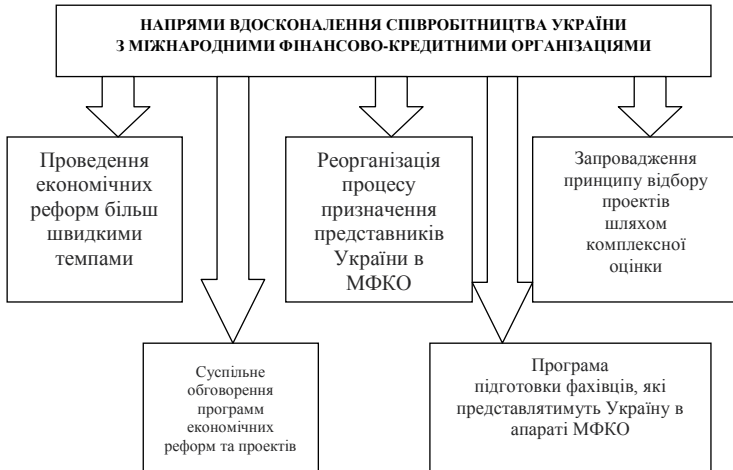 НАПРЯМИ ВДОСКОНАЛЕННЯ СПІВРОБІТНИЦТВА УКРАЇНИ
З МІЖНАРОДНИМИ ФІНАНСОВО-КРЕДИТНИМИ ОРГАНІЗАЦІЯМИ
Проведення
економічних
реформ більш
швидкими
темпами
Реорганізація
процесу
призначення
представників
України в
МФКО
Запровадження
принципу відбору
проектів
шляхом
комплексної
оцінки
Суспільне
обговорення
програм
економічних
реформ та проектів
Програма
підготовки фахівців, які
представлятимуть Україну в
апараті МФКО